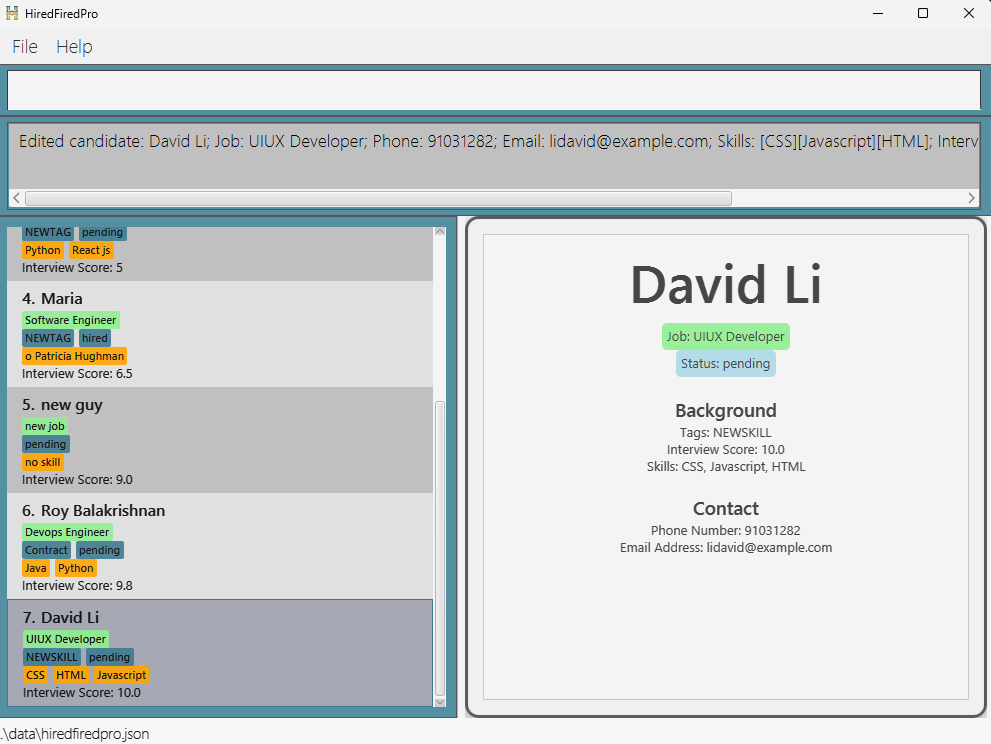 HiredFiredPro
File Help
Edited candidate: David Li; Job: UIUX Developer; Phone: 91031282; Email: lidavid@example.com; Skills: [CSS][Javascript][HTML]; Interv
NEWTAG pending
Python React js
Interview Score: 5
4. Maria
Software Engineer
NEWTAG hired
o Patricia Hughman
Interview Score: 6.5
5. new guy
new job
pending
no skill
Interview Score: 9.0
6. Roy Balakrishnan
Devops Engineer
Contract pending
Java Python
Interview Score: 9.8
7. David Li
UIUX Developer
NEWSKILL pending
CSS HTML Javascript
Interview Score: 10.0
David Li
Job: UIUX Developer
Status: pending
Background
Tags: NEWSKILL
Interview Score: 10.0
Skills: CSS, Javascript, HTML
Contact
Phone Number: 91031282
Email Address: lidavid@example.com
.\data\hiredfiredpro.json